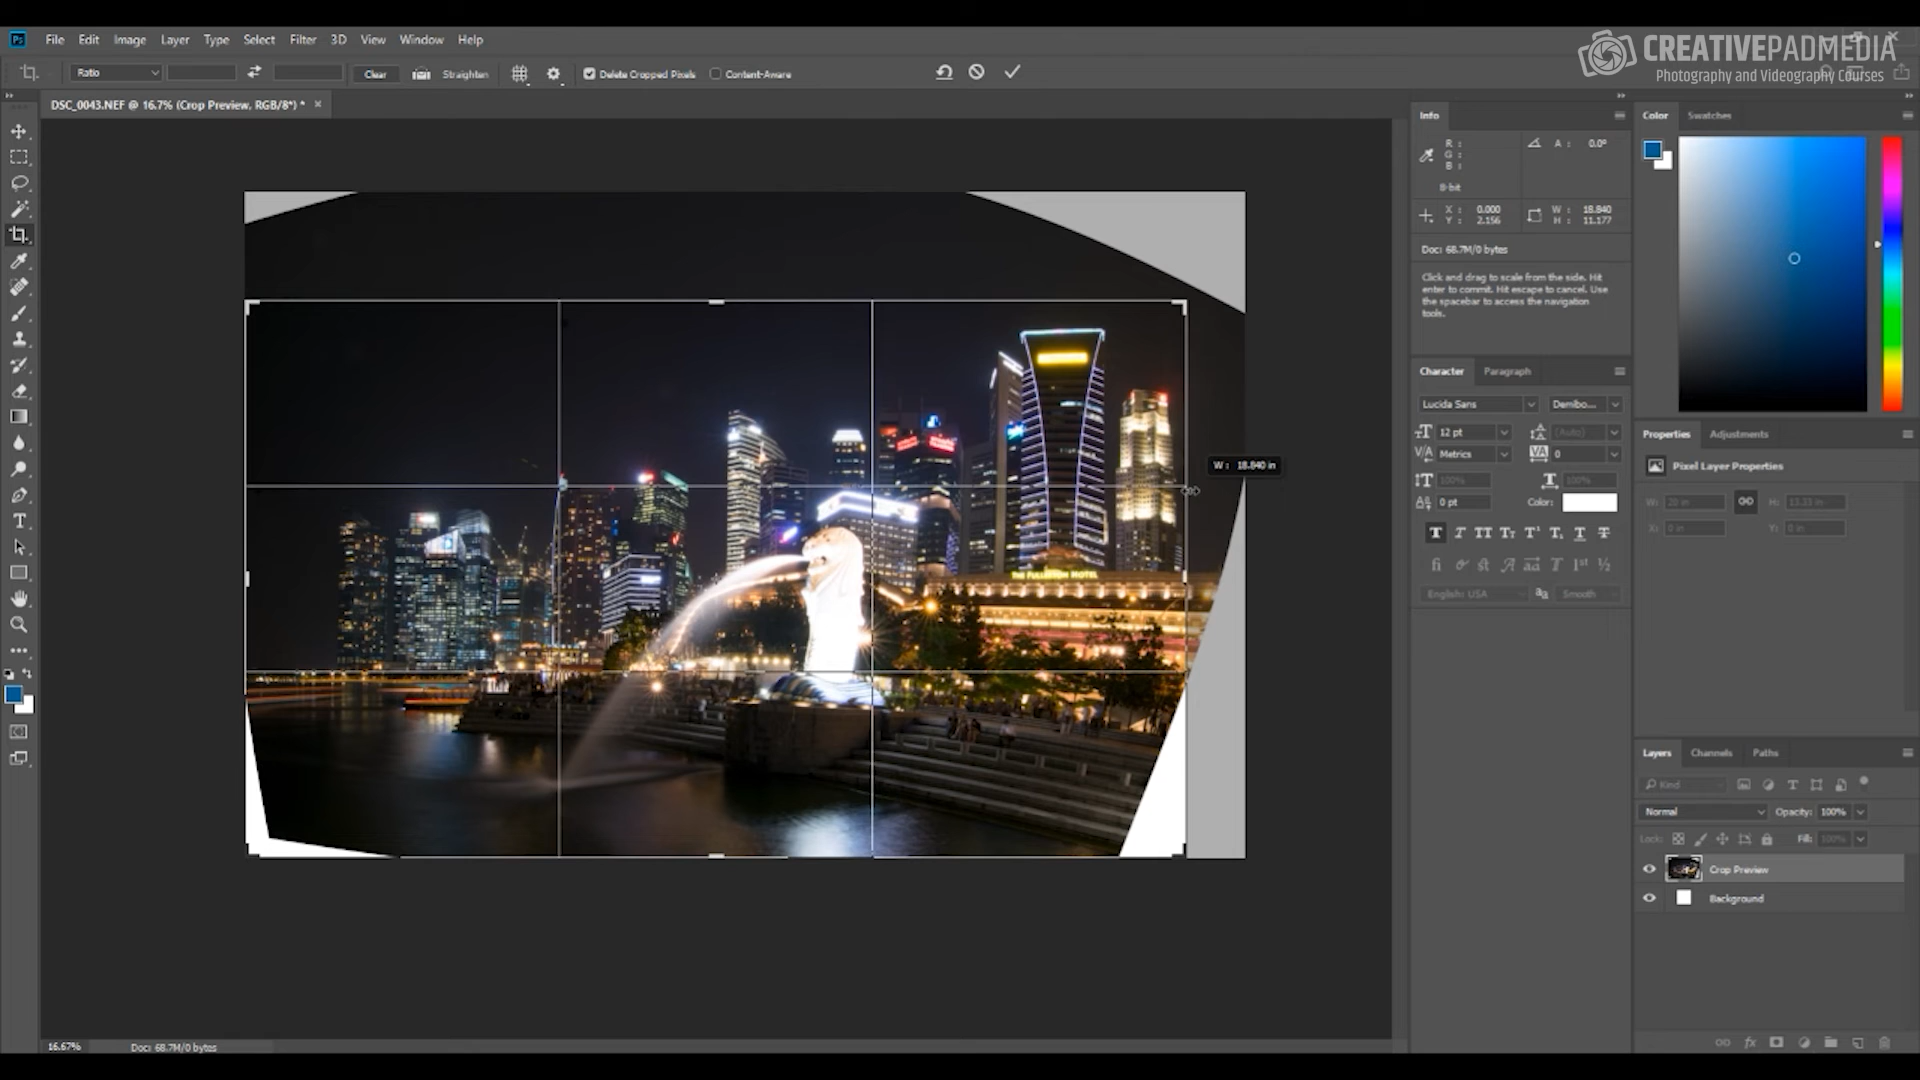 CREATIVEPADMEDIA
Photography and Videography Courses
Ps File Edit Image Layer Type Select Filter 3D View Window Help
Ratio Clear Straighten Delete Cropped Pixels Content-Aware
DSC_0043.NEF @ 16.7% (Crop Preview, RGB/8*) * ×
Info
R :
G :
B :
A : 0.0°
8-bit
X : 0.000 W : 18.840
Y : 2.156 H : 11.177
Doc: 68.7M/0 bytes
Click and drag to scale from the side. Hit
enter to commit. Hit escape to cancel. Use
the spacebar to access the navigation
tools.
Character Paragraph
Lucida Sans Demibo...
12 pt (Auto)
Metrics 0
100% 100%
0 pt Color:
English: USA Smooth
Color Swatches
Properties Adjustments
Pixel Layer Properties
W: 20 in H: 13.33 in
X: 0 in Y: 0 in
Layers Channels Paths
Kind
Normal Opacity: 100%
Lock: Fill: 100%
Crop Preview
Background
W : 18.840 in
THE FULLERTON HOTEL
16.67% Doc: 68.7M/0 bytes